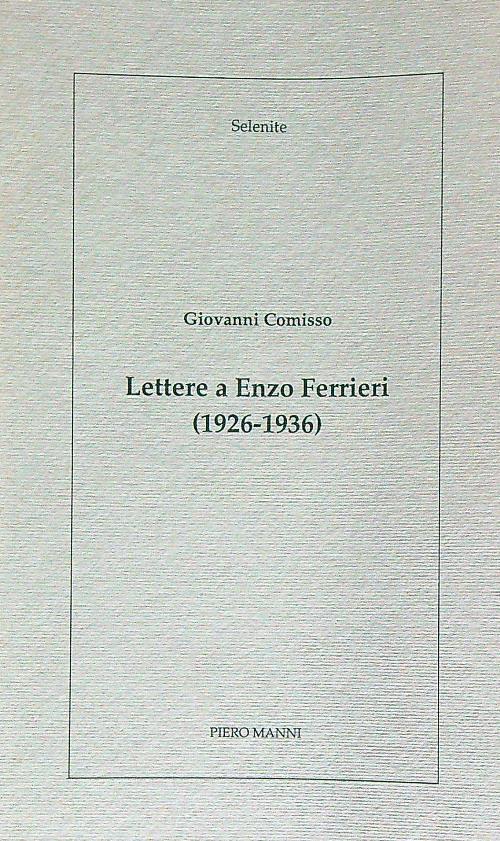 Selenite
Giovanni Comisso
Lettere a Enzo Ferrieri
(1926-1936)
PIERO MANNI